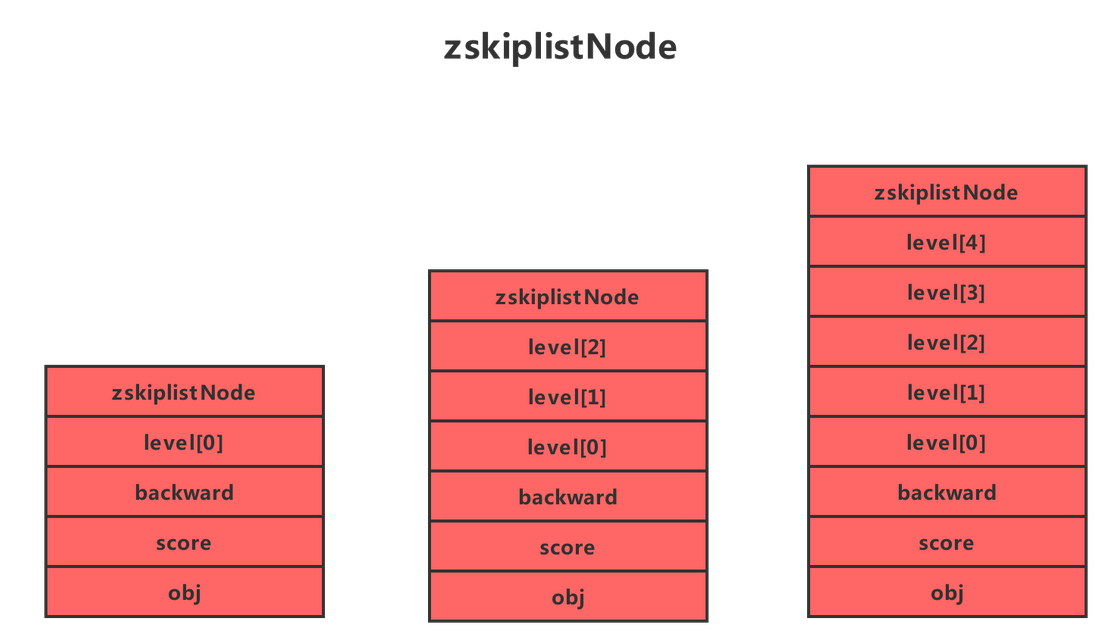 zskiplistNode
zskiplistNode
level[0]
backward
score
obj
zskiplistNode
level[2]
level[1]
level[0]
backward
score
obj
zskiplistNode
level[4]
level[3]
level[2]
level[1]
level[0]
backward
score
obj